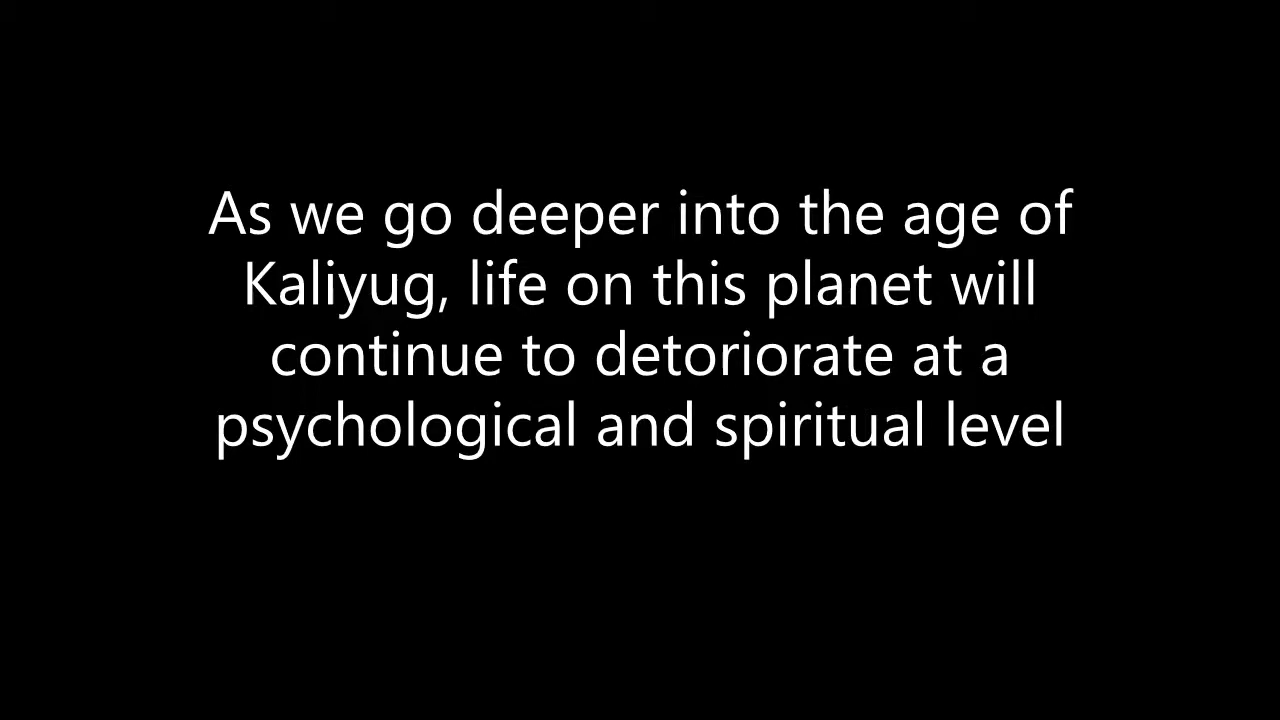 As we go deeper into the age of
Kaliyug, life on this planet will
continue to detoriorate at a
psychological and spiritual level